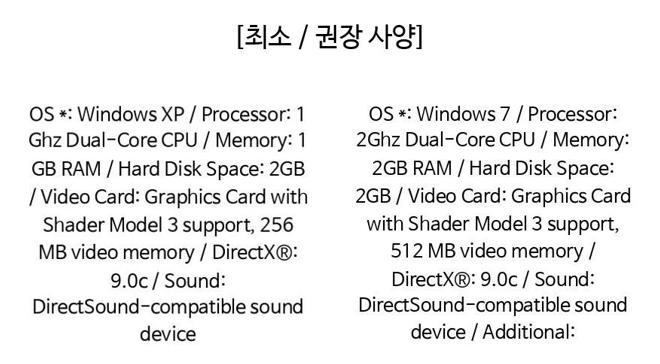 [최소 / 권장 사양]
OS *: Windows XP / Processor: 1
Ghz Dual-Core CPU / Memory: 1
GB RAM / Hard Disk Space: 2GB
/ Video Card: Graphics Card with
Shader Model 3 support, 256
MB video memory / DirectX®:
9.0c / Sound:
DirectSound-compatible sound
device
OS *: Windows 7 / Processor:
2Ghz Dual-Core CPU / Memory:
2GB RAM / Hard Disk Space:
2GB / Video Card: Graphics Card
with Shader Model 3 support,
512 MB video memory /
DirectX®: 9.0c / Sound:
DirectSound-compatible sound
device / Additional: